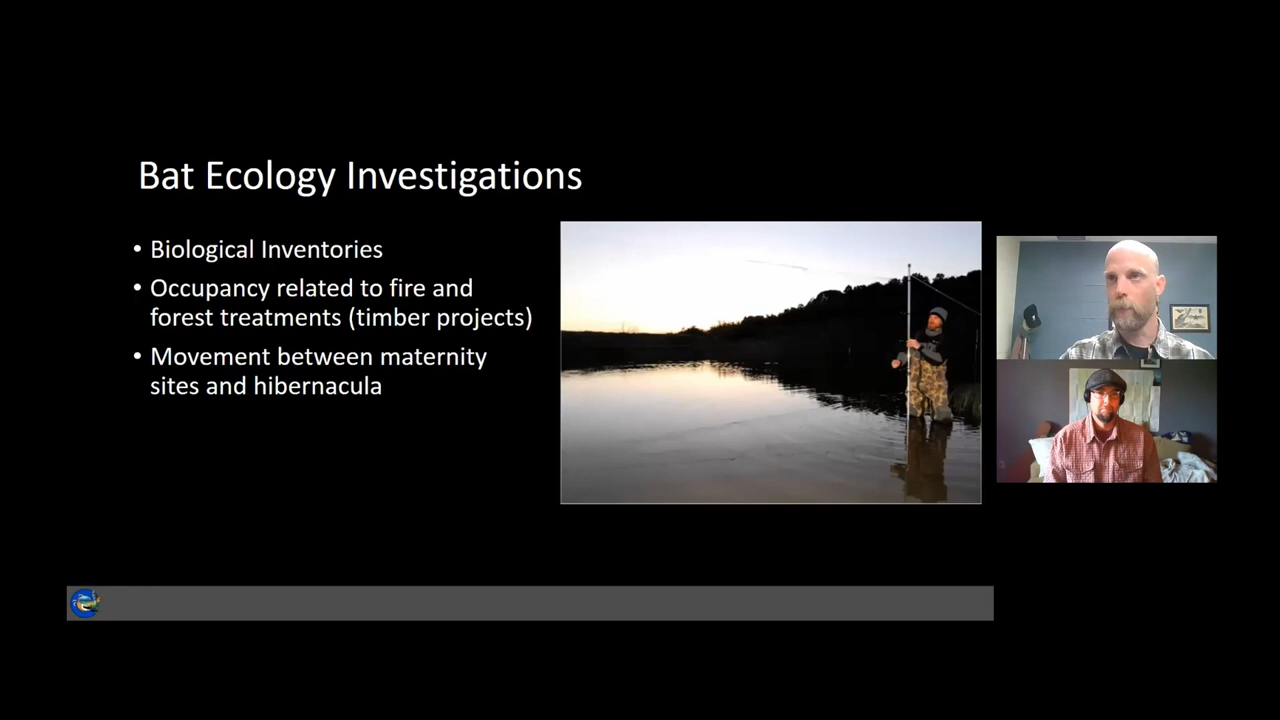 Bat Ecology Investigations
• Biological Inventories
• Occupancy related to fire and
forest treatments (timber projects)
• Movement between maternity
sites and hibernacula